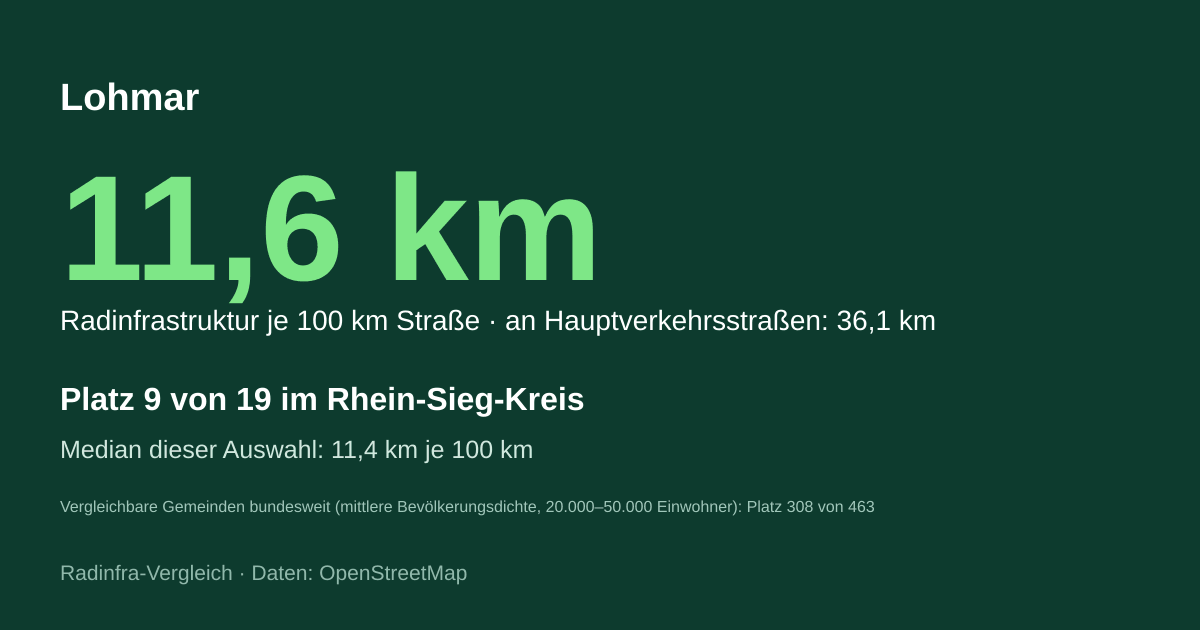 Lohmar
11,6 km
Radinfrastruktur je 100 km Straße · an Hauptverkehrsstraßen: 36,1 km
Platz 9 von 19 im Rhein-Sieg-Kreis
Median dieser Auswahl: 11,4 km je 100 km
Vergleichbare Gemeinden bundesweit (mittlere Bevölkerungsdichte, 20.000–50.000 Einwohner): Platz 308 von 463
Radinfra-Vergleich · Daten: OpenStreetMap